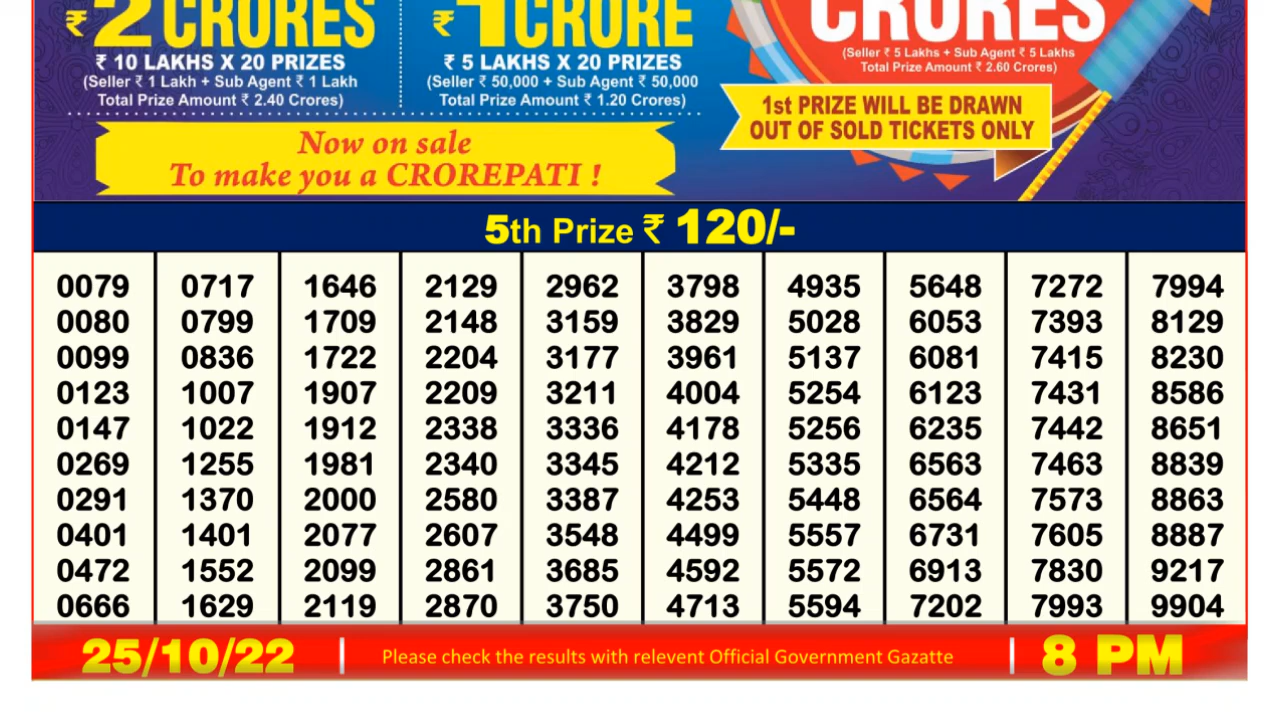 ₹2 CRORES
₹ 10 LAKHS X 20 PRIZES
(Seller ₹ 1 Lakh + Sub Agent ₹ 1 Lakh
Total Prize Amount ₹ 2.40 Crores)
₹1 CRORE
₹ 5 LAKHS X 20 PRIZES
(Seller ₹ 50,000 + Sub Agent ₹ 50,000
Total Prize Amount ₹ 1.20 Crores)
CRORES
(Seller ₹ 5 Lakhs + Sub Agent ₹ 5 Lakhs
Total Prize Amount ₹ 2.60 Crores)
1st PRIZE WILL BE DRAWN
OUT OF SOLD TICKETS ONLY
Now on sale
To make you a CROREPATI !
5th Prize ₹ 120/-
0079 0717 1646 2129 2962 3798 4935 5648 7272 7994
0080 0799 1709 2148 3159 3829 5028 6053 7393 8129
0099 0836 1722 2204 3177 3961 5137 6081 7415 8230
0123 1007 1907 2209 3211 4004 5254 6123 7431 8586
0147 1022 1912 2338 3336 4178 5256 6235 7442 8651
0269 1255 1981 2340 3345 4212 5335 6563 7463 8839
0291 1370 2000 2580 3387 4253 5448 6564 7573 8863
0401 1401 2077 2607 3548 4499 5557 6731 7605 8887
0472 1552 2099 2861 3685 4592 5572 6913 7830 9217
0666 1629 2119 2870 3750 4713 5594 7202 7993 9904
25/10/22 Please check the results with relevent Official Government Gazatte 8 PM